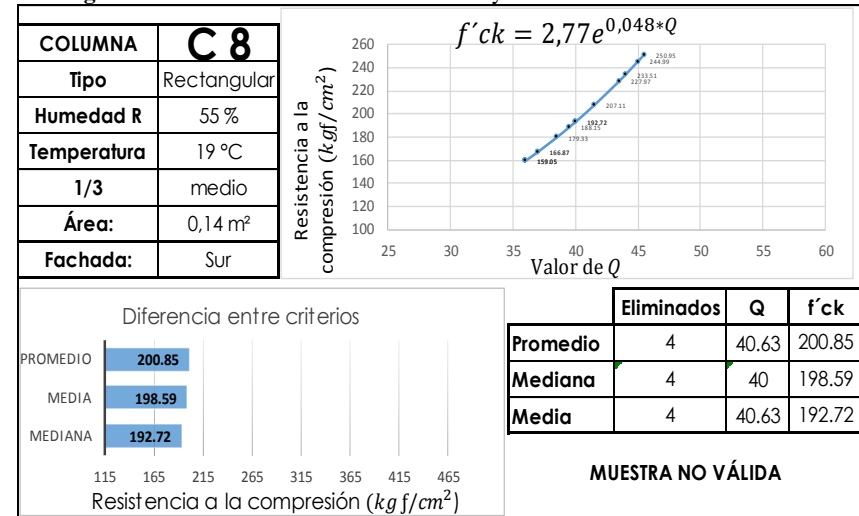 COLUMNA C 8
Tipo Rectangular
Humedad R 55 %
Temperatura 19 °C
1/3 medio
Área: 0,14 m²
Fachada: Sur
f´ck = 2,77e^0,048*Q
Resistencia a la
compresión (kgf/cm²)
260
240
220
200
180
160
140
120
100
250.95
244.99
233.51
227.97
207.11
192.72
188.15
179.33
166.87
159.05
25 30 35 40 45 50 55 60
Valor de Q
Diferencia entre criterios
PROMEDIO 200.85
MEDIA 198.59
MEDIANA 192.72
115 165 215 265 315 365 415 465
Resistencia a la compresión (kgf/cm²)
Eliminados Q f´ck
Promedio 4 40.63 200.85
Mediana 4 40 198.59
Media 4 40.63 192.72
MUESTRA NO VÁLIDA